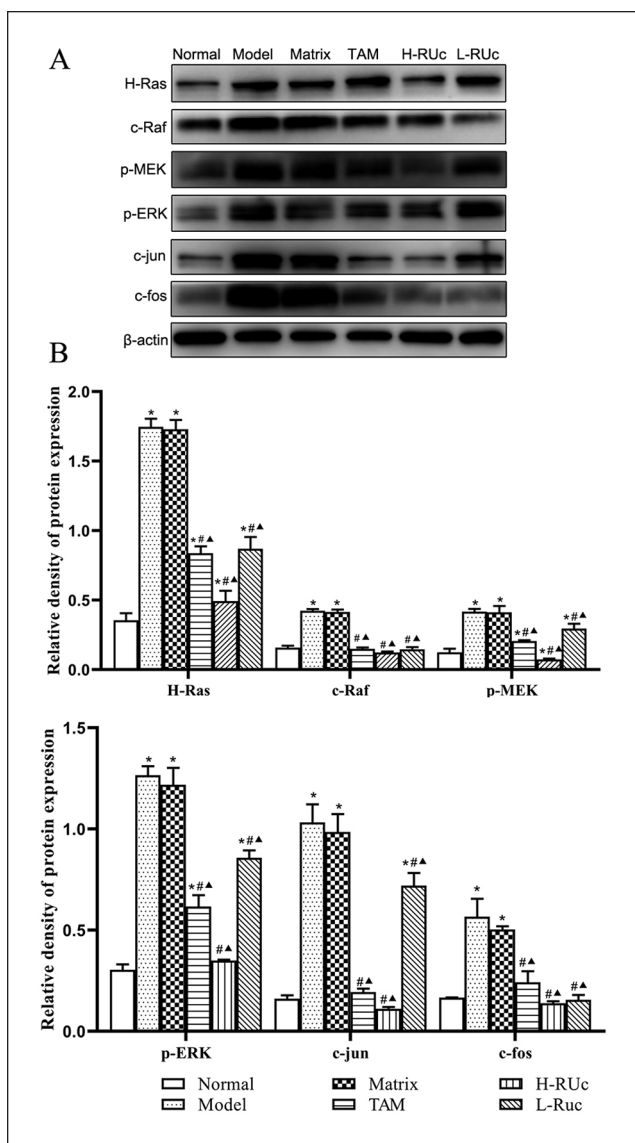 A
Normal Model Matrix TAM H-RUc L-RUc
H-Ras
c-Raf
p-MEK
p-ERK
c-jun
c-fos
β-actin
B
Relative density of protein expression
2.0
1.5
1.0
0.5
0.0
* * *#▲ *#▲ *#▲
* * #▲ #▲ #▲
* * *#▲ *#▲ *#▲
H-Ras c-Raf p-MEK
Relative density of protein expression
1.5
1.0
0.5
0.0
* * *#▲ #▲ *#▲
* * #▲ #▲ *#▲
* * #▲ #▲ #▲
p-ERK c-jun c-fos
Normal Matrix H-RUc
Model TAM L-Ruc